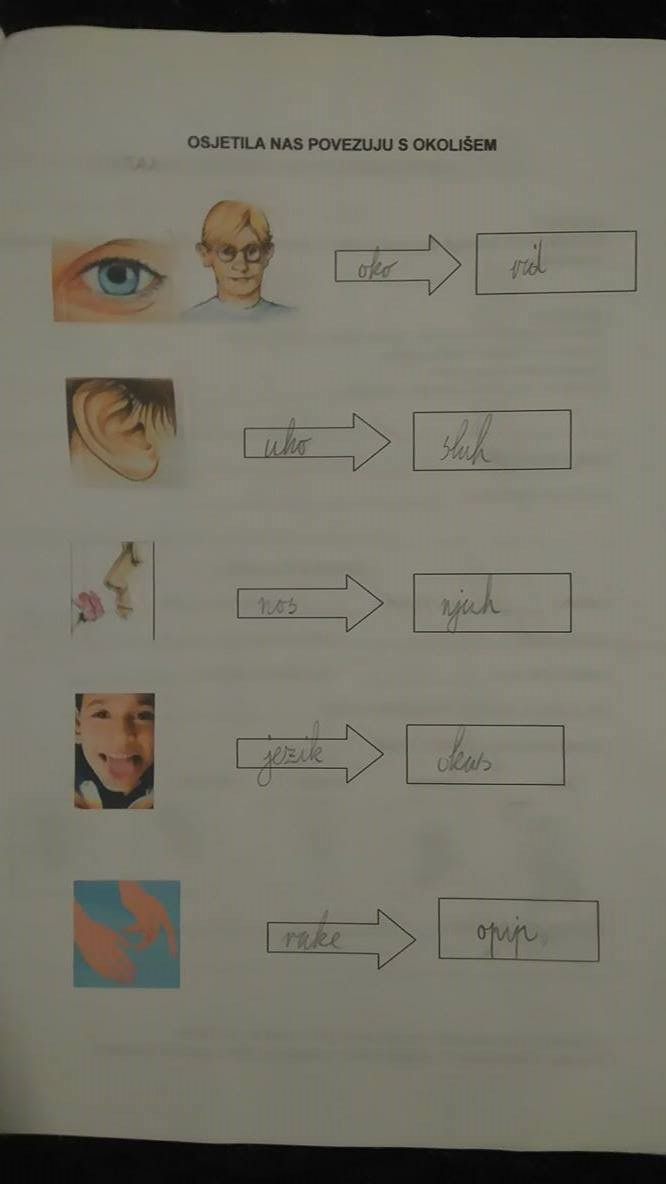 OSJETILA NAS POVEZUJU S OKOLIŠEM
oko vid
uho sluh
nos njuh
jezik okus
ruke opip